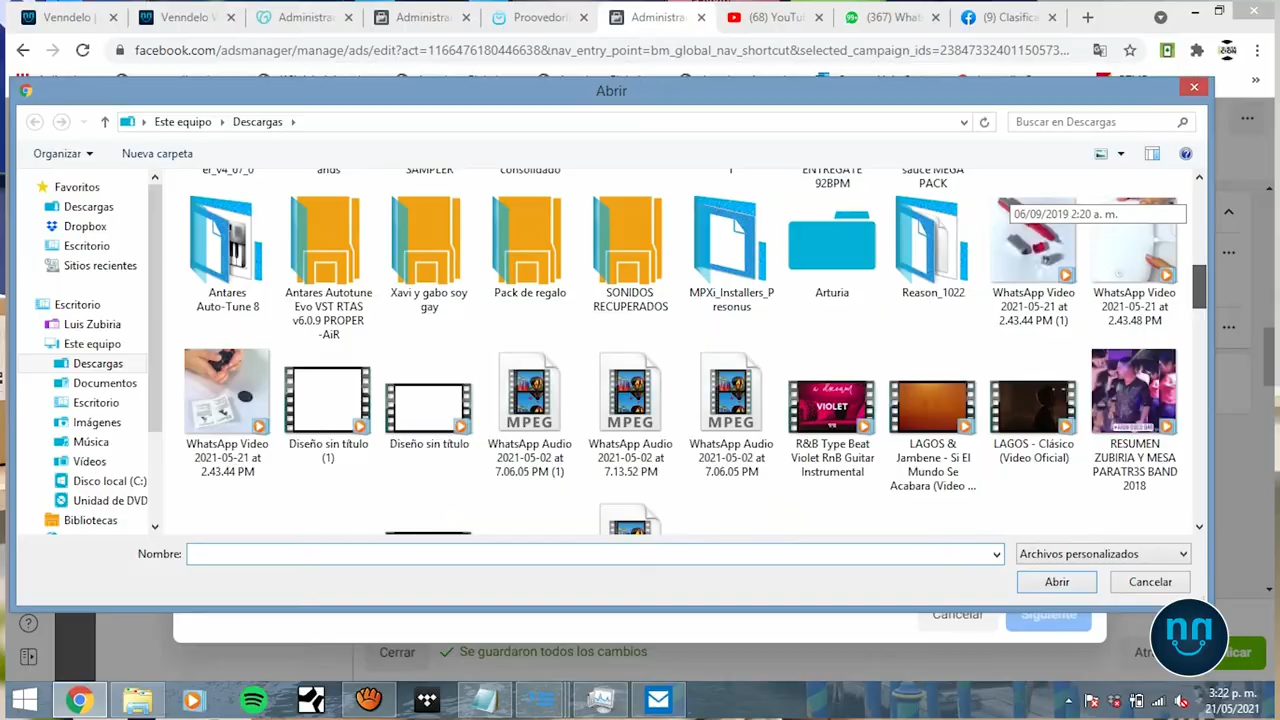 Venndelo |
Venndelo W
Administra
Administra
Proovedor
Administra
(68) YouTu
(367) What
(9) Clasifica
facebook.com/adsmanager/manage/ads/edit?act=1166476180446638&nav_entry_point=bm_global_nav_shortcut&selected_campaign_ids=23847332401150573...
Abrir
Este equipo
Descargas
Buscar en Descargas
Organizar
Nueva carpeta
er_v4_67_0
ands
SAMPLER
consolidado
1
ENTREGATE 92BPM
sauce MEGA PACK
06/09/2019 2:20 a. m.
Favoritos
Descargas
Dropbox
Escritorio
Sitios recientes
Escritorio
Luis Zubiria
Este equipo
Descargas
Documentos
Escritorio
Imágenes
Música
Vídeos
Disco local (C:)
Unidad de DVD
Bibliotecas
Antares
Auto-Tune 8
Antares Autotune
Evo VST RTAS
v6.0.9 PROPER
-AiR
Xavi y gabo soy
gay
Pack de regalo
SONIDOS
RECUPERADOS
MPXi_Installers_P
resonus
Arturia
Reason_1022
WhatsApp Video
2021-05-21 at
2.43.44 PM (1)
WhatsApp Video
2021-05-21 at
2.43.48 PM
WhatsApp Video
2021-05-21 at
2.43.44 PM
Diseño sin título
(1)
Diseño sin título
MPEG
WhatsApp Audio
2021-05-02 at
7.06.05 PM (1)
MPEG
WhatsApp Audio
2021-05-02 at
7.13.52 PM
MPEG
WhatsApp Audio
2021-05-02 at
7.06.05 PM
VIOLET
R&B Type Beat
Violet RnB Guitar
Instrumental
LAGOS &
Jambene - Si El
Mundo Se
Acabara (Video ...
LAGOS - Clásico
(Video Oficial)
RESUMEN
ZUBIRIA Y MESA
PARATR3S BAND
2018
Nombre:
Archivos personalizados
Abrir
Cancelar
Cancelar
Siguiente
Cerrar
Se guardaron todos los cambios
Atr
icar
3:22 p. m.
21/05/2021